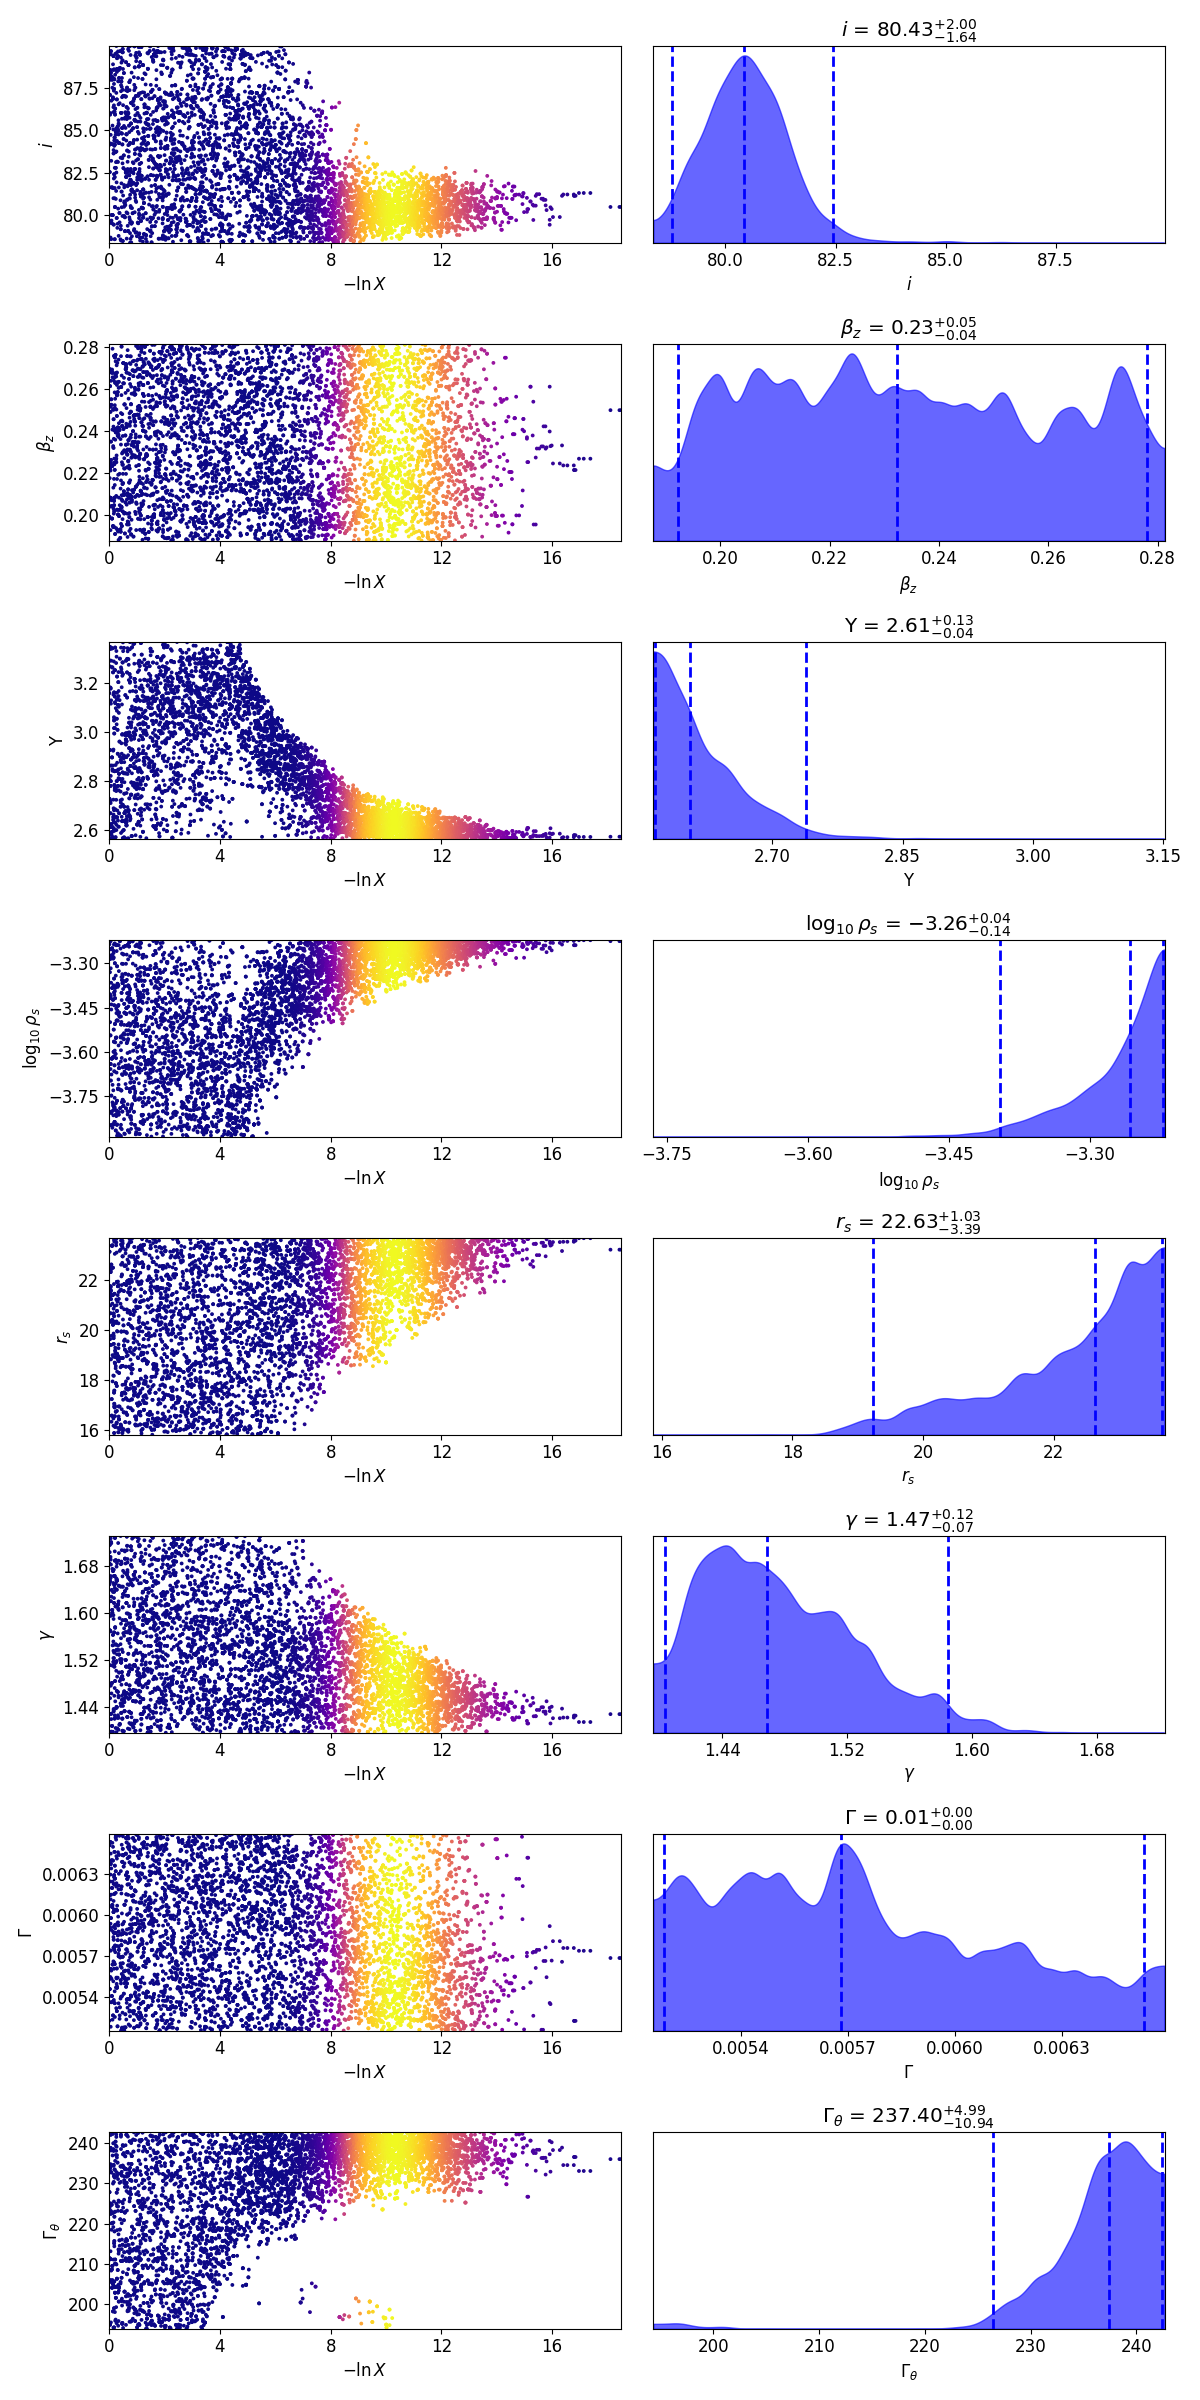 i = 80.43^{+2.00}_{-1.64}
87.5
85.0
82.5
80.0
i
0 4 8 12 16
−ln X
80.0 82.5 85.0 87.5
i
β_z = 0.23^{+0.05}_{-0.04}
0.28
0.26
0.24
0.22
0.20
β_z
0 4 8 12 16
−ln X
0.20 0.22 0.24 0.26 0.28
β_z
Υ = 2.61^{+0.13}_{-0.04}
3.2
3.0
2.8
2.6
Υ
0 4 8 12 16
−ln X
2.70 2.85 3.00 3.15
Υ
log₁₀ ρ_s = −3.26^{+0.04}_{-0.14}
−3.30
−3.45
−3.60
−3.75
log₁₀ ρ_s
0 4 8 12 16
−ln X
−3.75 −3.60 −3.45 −3.30
log₁₀ ρ_s
r_s = 22.63^{+1.03}_{-3.39}
22
20
18
16
r_s
0 4 8 12 16
−ln X
16 18 20 22
r_s
γ = 1.47^{+0.12}_{-0.07}
1.68
1.60
1.52
1.44
γ
0 4 8 12 16
−ln X
1.44 1.52 1.60 1.68
γ
Γ = 0.01^{+0.00}_{-0.00}
0.0063
0.0060
0.0057
0.0054
Γ
0 4 8 12 16
−ln X
0.0054 0.0057 0.0060 0.0063
Γ
Γ_θ = 237.40^{+4.99}_{-10.94}
240
230
220
210
200
Γ_θ
0 4 8 12 16
−ln X
200 210 220 230 240
Γ_θ